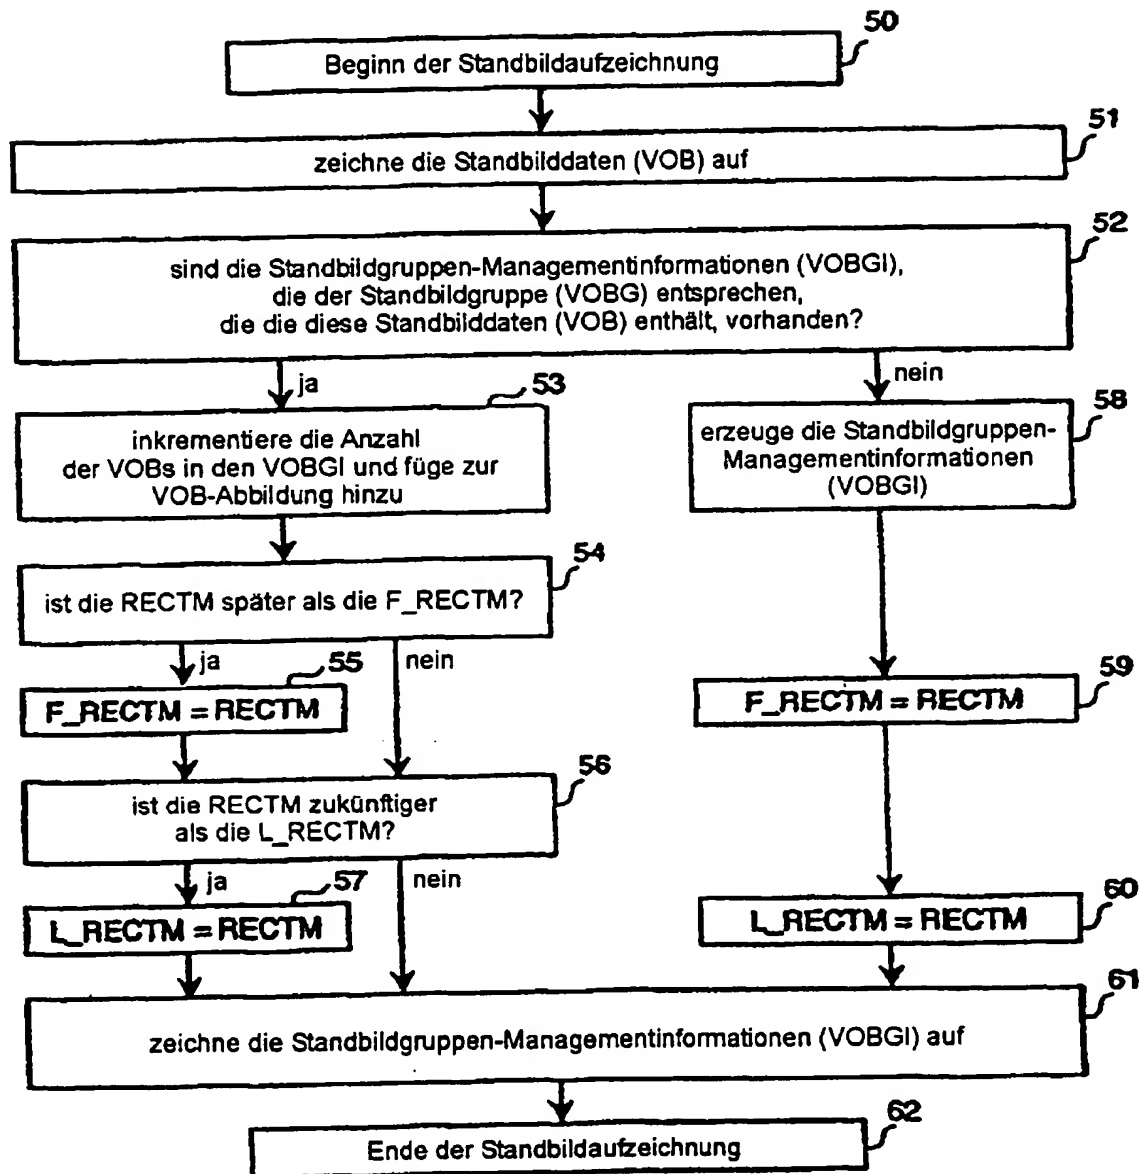 50
Beginn der Standbildaufzeichnung
51
zeichne die Standbilddaten (VOB) auf
52
sind die Standbildgruppen-Managementinformationen (VOBGI),
die der Standbildgruppe (VOBG) entsprechen,
die die diese Standbilddaten (VOB) enthält, vorhanden?
ja
nein
53
inkrementiere die Anzahl
der VOBs in den VOBGI und füge zur
VOB-Abbildung hinzu
58
erzeuge die Standbildgruppen-
Managementinformationen
(VOBGI)
54
ist die RECTM später als die F_RECTM?
ja
nein
55
F_RECTM = RECTM
59
F_RECTM = RECTM
56
ist die RECTM zukünftiger
als die L_RECTM?
ja
nein
57
L_RECTM = RECTM
60
L_RECTM = RECTM
61
zeichne die Standbildgruppen-Managementinformationen (VOBGI) auf
62
Ende der Standbildaufzeichnung